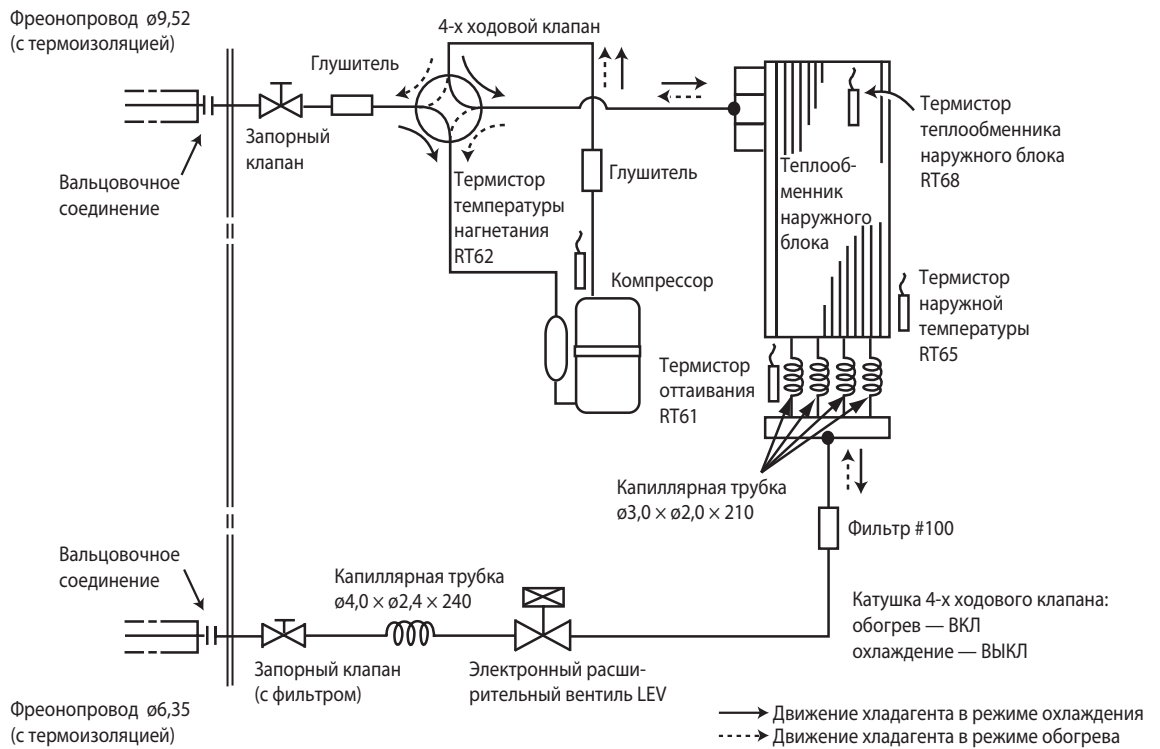 Фреонопровод ø9,52
(с термоизоляцией)
4-х ходовой клапан
Глушитель
Запорный
клапан
Вальцовочное
соединение
Термистор
температуры
нагнетания
RT62
Глушитель
Компрессор
Теплооб-
менник
наружного
блока
Термистор
теплообменника
наружного блока
RT68
Термистор
наружной
температуры
RT65
Термистор
оттаивания
RT61
Капиллярная трубка
ø3,0 × ø2,0 × 210
Фильтр #100
Вальцовочное
соединение
Капиллярная трубка
ø4,0 × ø2,4 × 240
Запорный клапан
(с фильтром)
Электронный расши-
рительный вентиль LEV
Катушка 4-х ходового клапана:
обогрев — ВКЛ
охлаждение — ВЫКЛ
Фреонопровод ø6,35
(с термоизоляцией)
Движение хладагента в режиме охлаждения
Движение хладагента в режиме обогрева